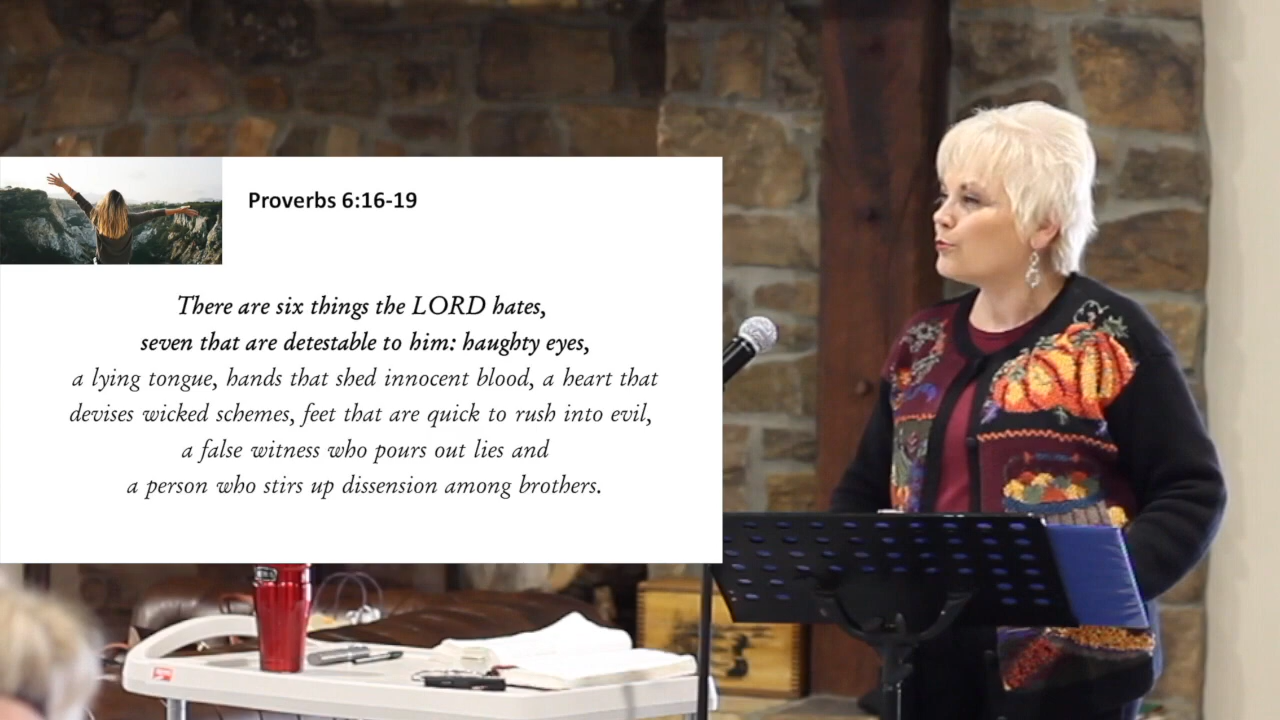 Proverbs 6:16-19
There are six things the LORD hates,
seven that are detestable to him: haughty eyes,
a lying tongue, hands that shed innocent blood, a heart that
devises wicked schemes, feet that are quick to rush into evil,
a false witness who pours out lies and
a person who stirs up dissension among brothers.